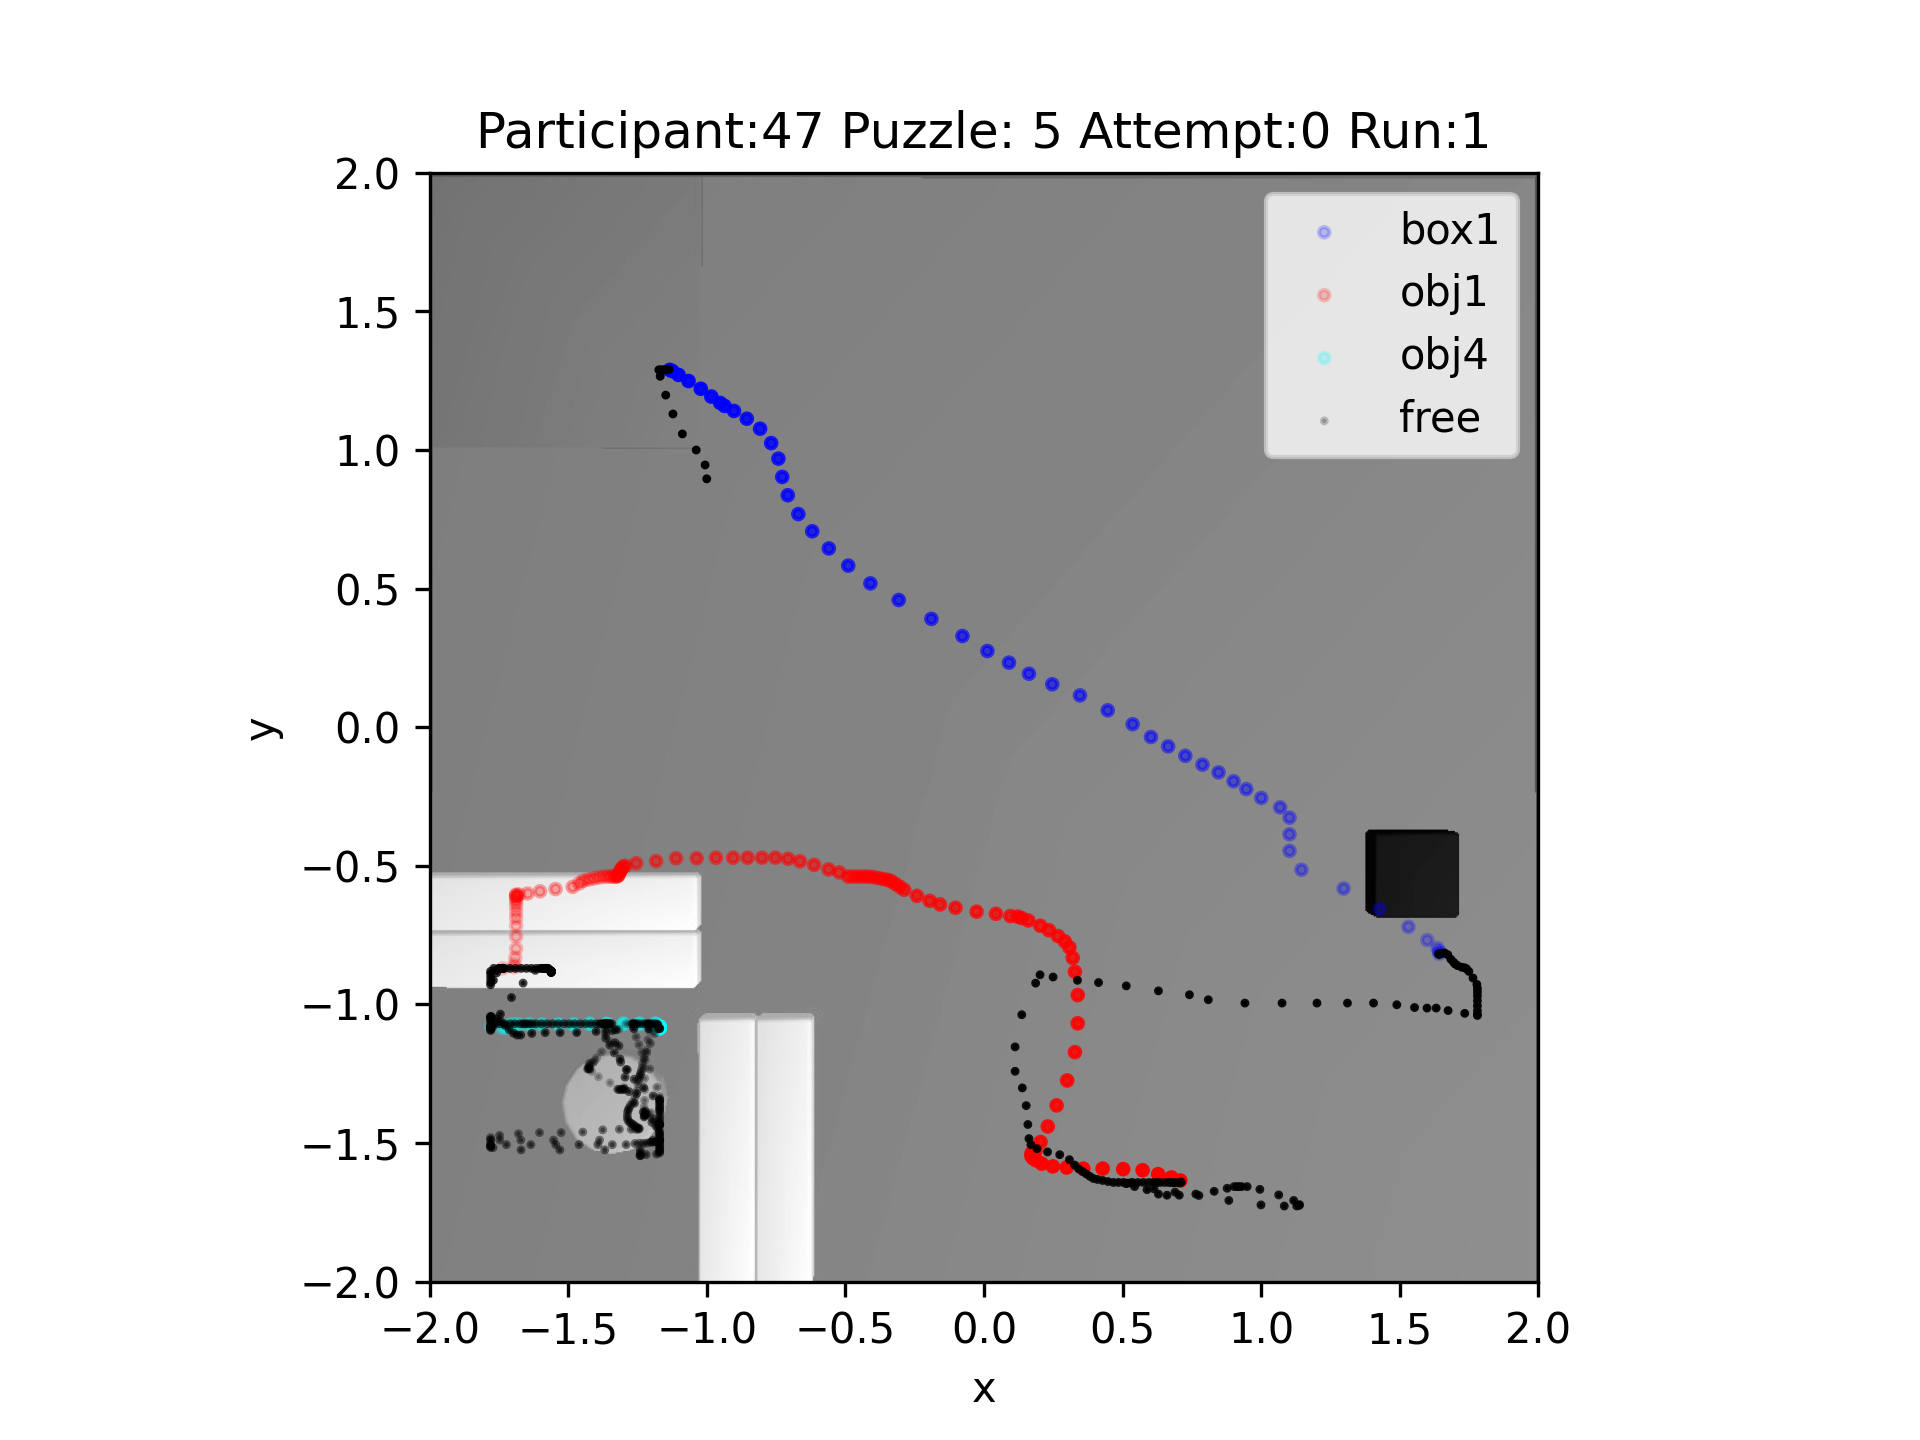 Participant:47 Puzzle: 5 Attempt:0 Run:1
2.0
1.5
1.0
0.5
0.0
−0.5
−1.0
−1.5
−2.0
y
box1
obj1
obj4
free
−2.0 −1.5 −1.0 −0.5 0.0 0.5 1.0 1.5 2.0
x